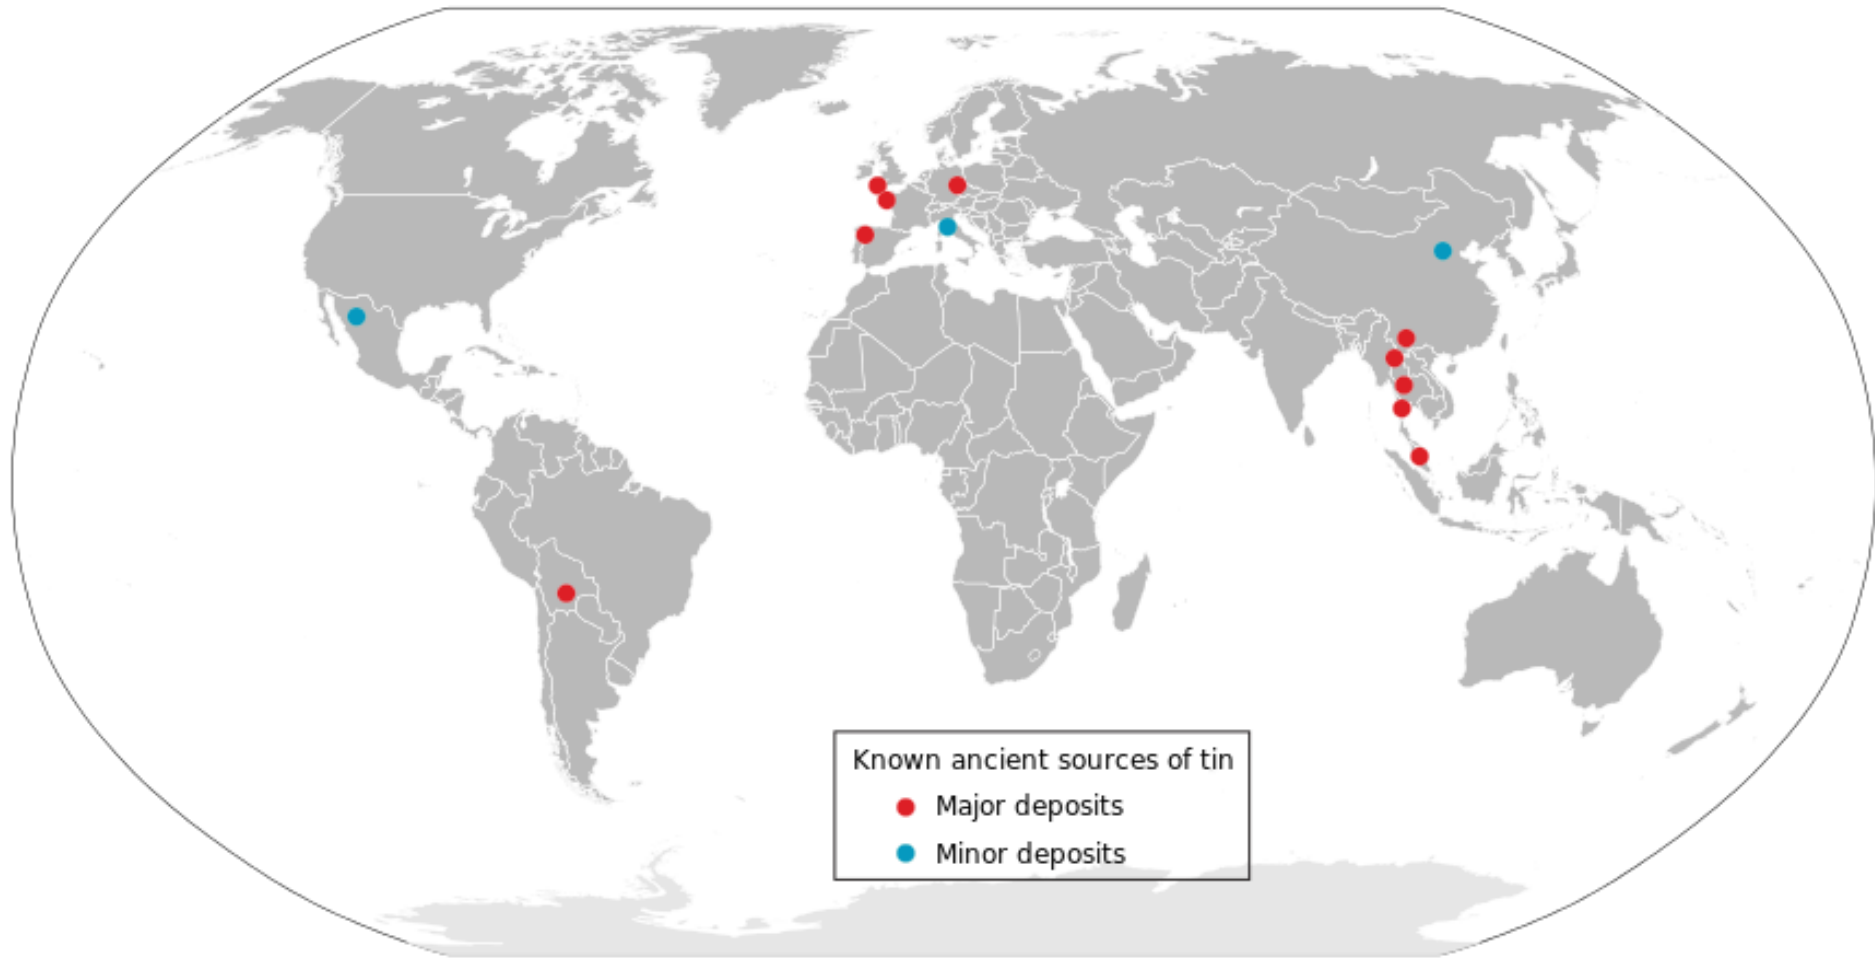 Known ancient sources of tin
Major deposits
Minor deposits